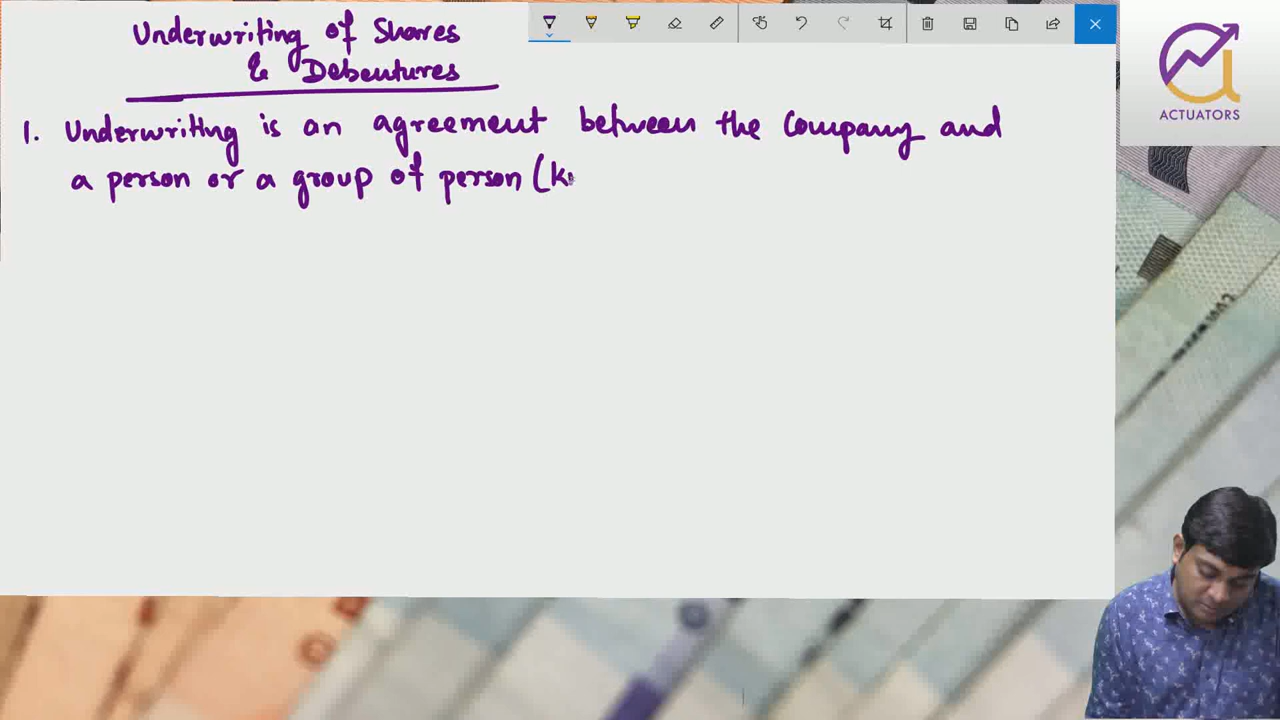 Underwriting of Shares
& Debentures
1. Underwriting is an agreement between the Company and
a person or a group of person (k
ACTUATORS